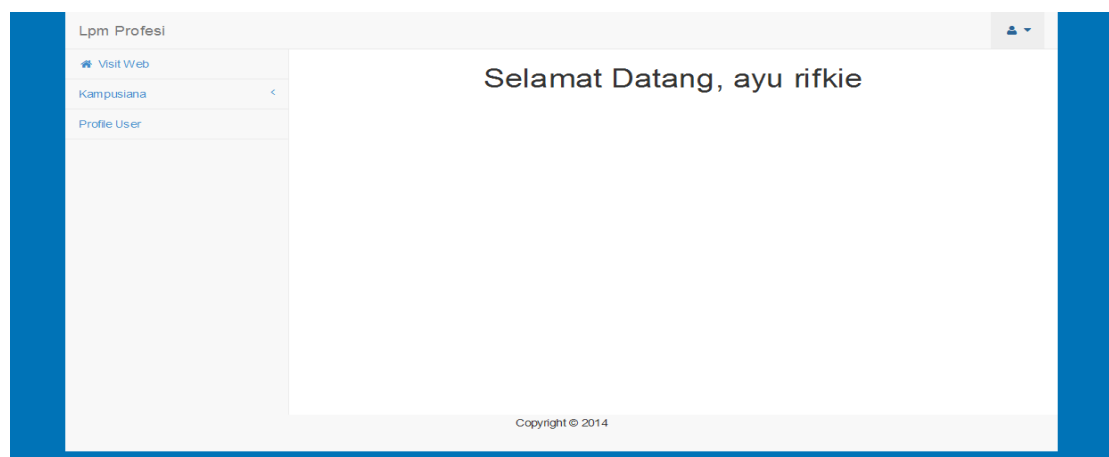 Lpm Profesi
Visit Web
Kampusiana
Profile User
Selamat Datang, ayu rifkie
Copyright © 2014